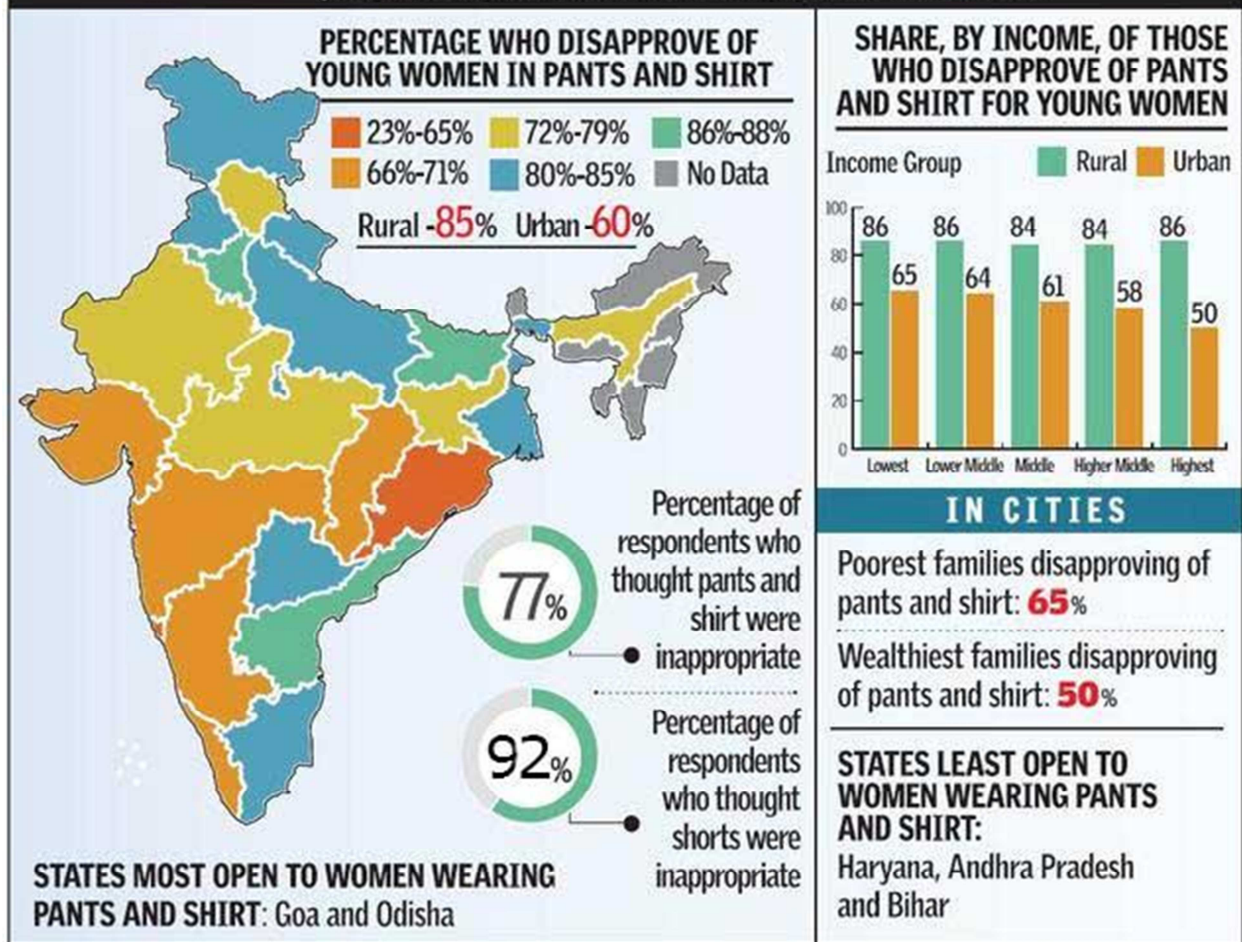 PERCENTAGE WHO DISAPPROVE OF
YOUNG WOMEN IN PANTS AND SHIRT
23%-65% 72%-79% 86%-88%
66%-71% 80%-85% No Data
Rural -85% Urban -60%
77%
Percentage of
respondents who
thought pants and
shirt were
inappropriate
92%
Percentage of
respondents
who thought
shorts were
inappropriate
STATES MOST OPEN TO WOMEN WEARING
PANTS AND SHIRT: Goa and Odisha
SHARE, BY INCOME, OF THOSE
WHO DISAPPROVE OF PANTS
AND SHIRT FOR YOUNG WOMEN
Income Group Rural Urban
100
80
60
40
20
0
86 65 86 64 84 61 84 58 86 50
Lowest Lower Middle Middle Higher Middle Highest
IN CITIES
Poorest families disapproving of
pants and shirt: 65%
Wealthiest families disapproving
of pants and shirt: 50%
STATES LEAST OPEN TO
WOMEN WEARING PANTS
AND SHIRT:
Haryana, Andhra Pradesh
and Bihar